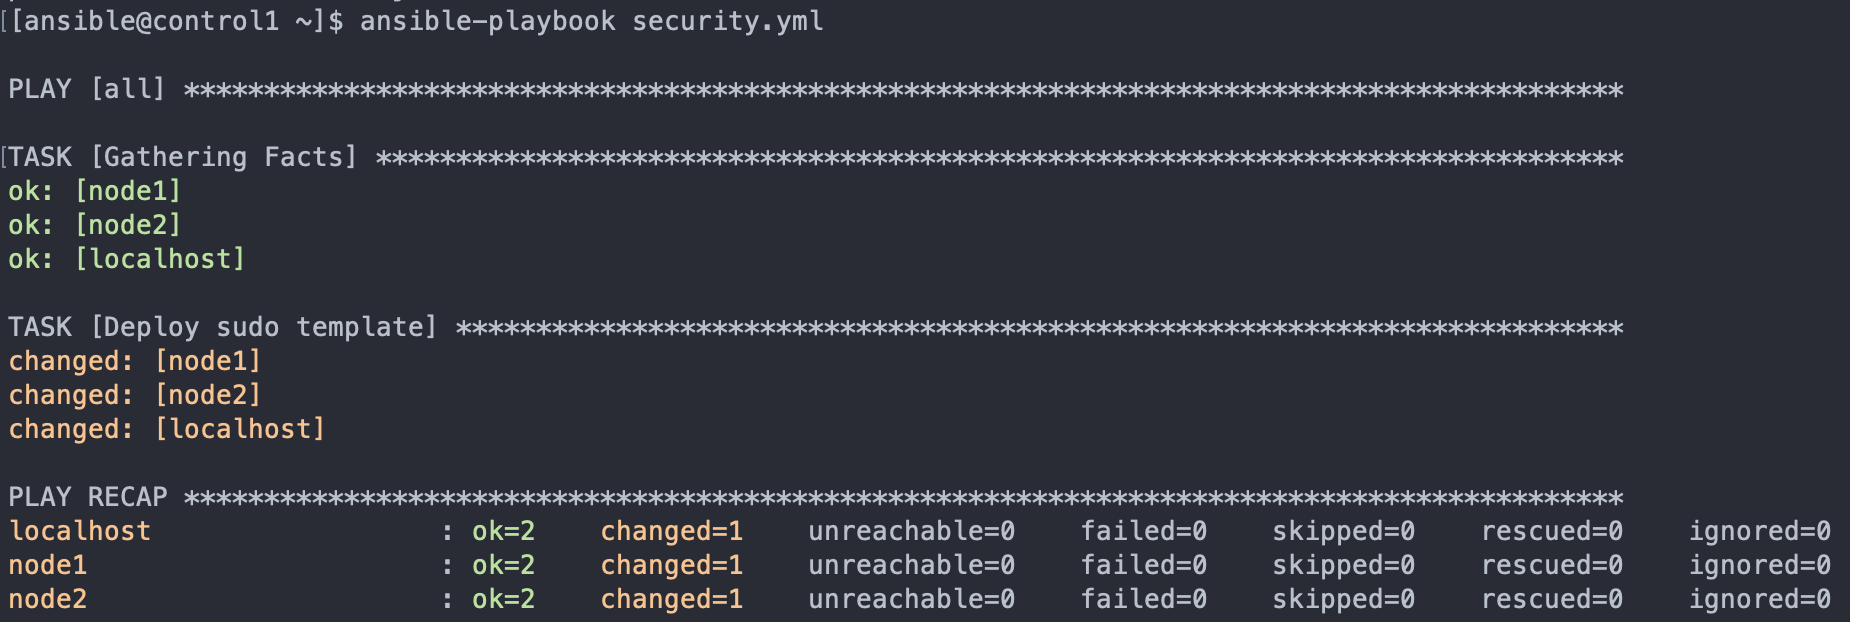 [[ansible@control1 ~]$ ansible-playbook security.yml
PLAY [all] ******************************************************************************************
[TASK [Gathering Facts] ******************************************************************************
ok: [node1]
ok: [node2]
ok: [localhost]
TASK [Deploy sudo template] *************************************************************************
changed: [node1]
changed: [node2]
changed: [localhost]
PLAY RECAP ******************************************************************************************
localhost                  : ok=2    changed=1    unreachable=0    failed=0    skipped=0    rescued=0    ignored=0
node1                      : ok=2    changed=1    unreachable=0    failed=0    skipped=0    rescued=0    ignored=0
node2                      : ok=2    changed=1    unreachable=0    failed=0    skipped=0    rescued=0    ignored=0